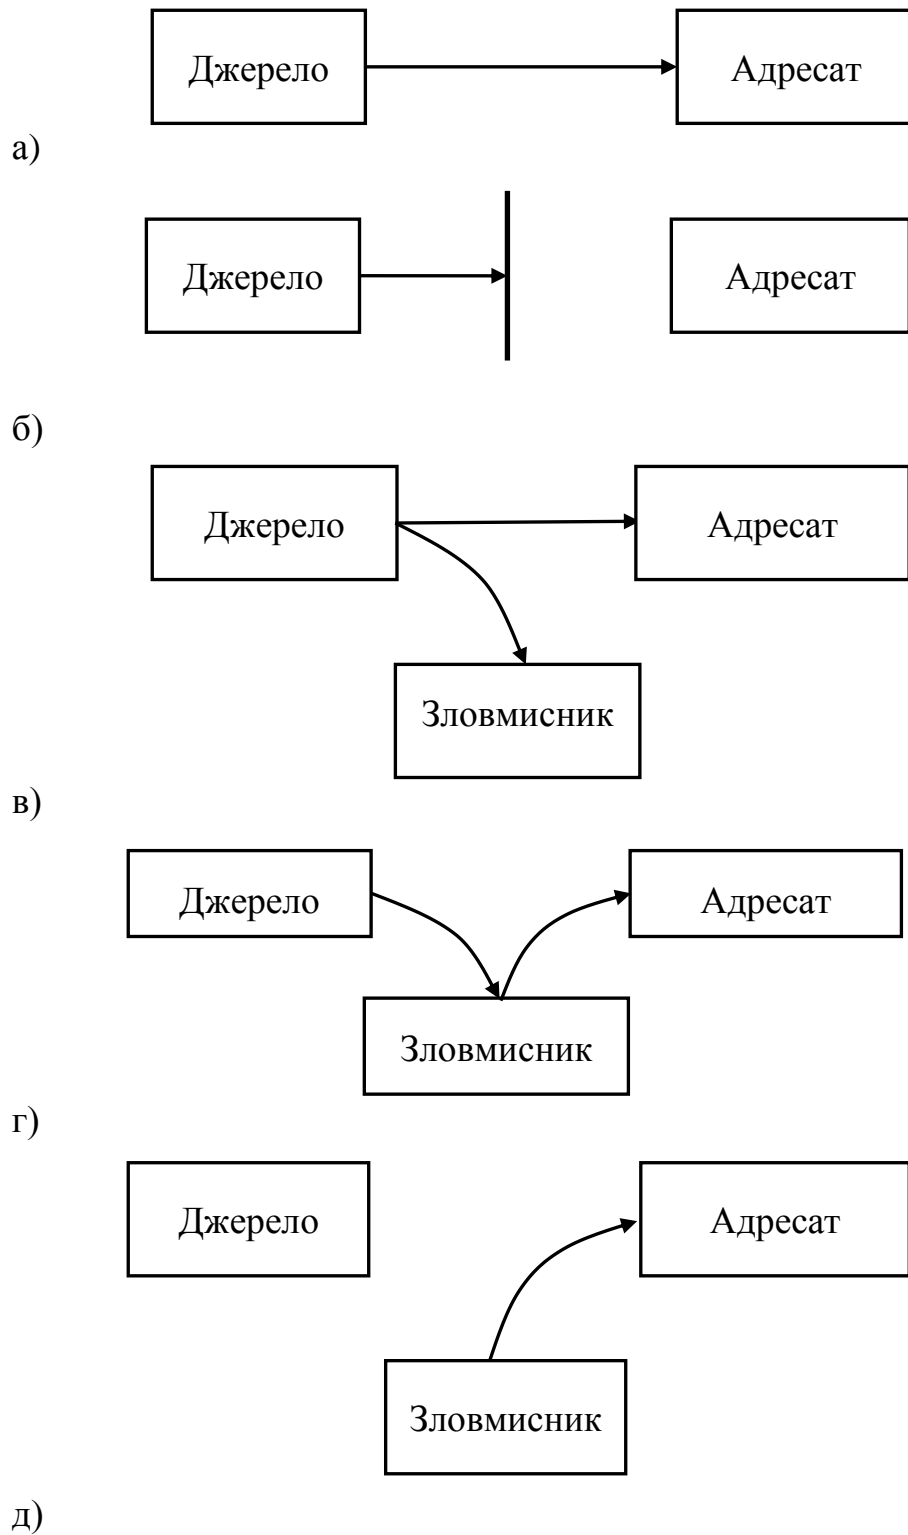 Джерело Адресат
а)
Джерело Адресат
б)
Джерело Адресат
Зловмисник
в)
Джерело Адресат
Зловмисник
г)
Джерело Адресат
Зловмисник
д)